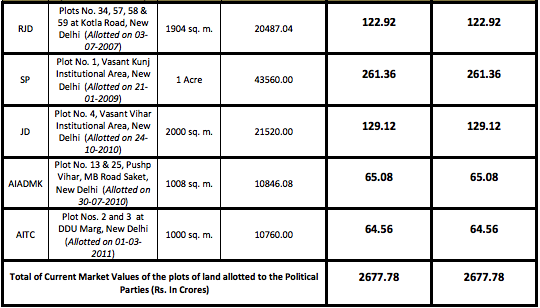 RJD
Plots No. 34, 57, 58 &
59 at Kotla Road, New
Delhi (Allotted on 03-
07-2007)
1904 sq. m.
20487.04
122.92
122.92
SP
Plot No. 1, Vasant Kunj
Institutional Area, New
Delhi (Allotted on 21-
01-2009)
1 Acre
43560.00
261.36
261.36
JD
Plot No. 4, Vasant Vihar
Institutional Area, New
Delhi (Allotted on 24-
10-2010)
2000 sq. m.
21520.00
129.12
129.12
AIADMK
Plot No. 13 & 25, Pushp
Vihar, MB Road Saket,
New Delhi (Allotted on
30-07-2010)
1008 sq. m.
10846.08
65.08
65.08
AITC
Plot Nos. 2 and 3 at
DDU Marg, New Delhi
(Allotted on 01-03-
2011)
1000 sq. m.
10760.00
64.56
64.56
Total of Current Market Values of the plots of land allotted to the Political
Parties (Rs. In Crores)
2677.78
2677.78